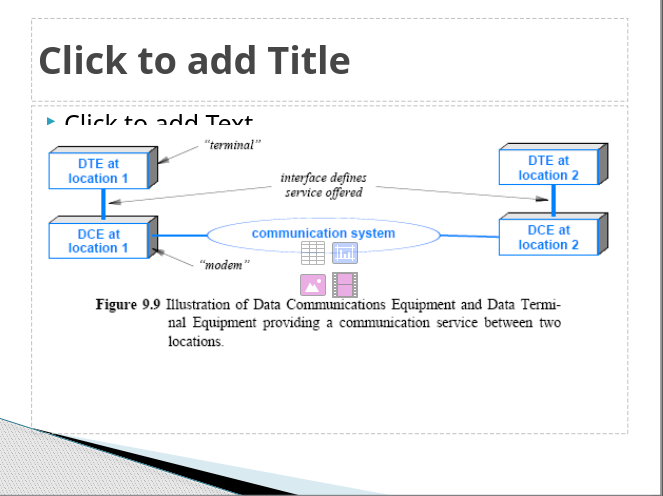 Click to add Title
Click to add Text
"terminal"
DTE at
location 1
DTE at
location 2
interface defines
service offered
DCE at
location 1
communication system
DCE at
location 2
"modem"
Figure 9.9 Illustration of Data Communications Equipment and Data Termi-
nal Equipment providing a communication service between two
locations.